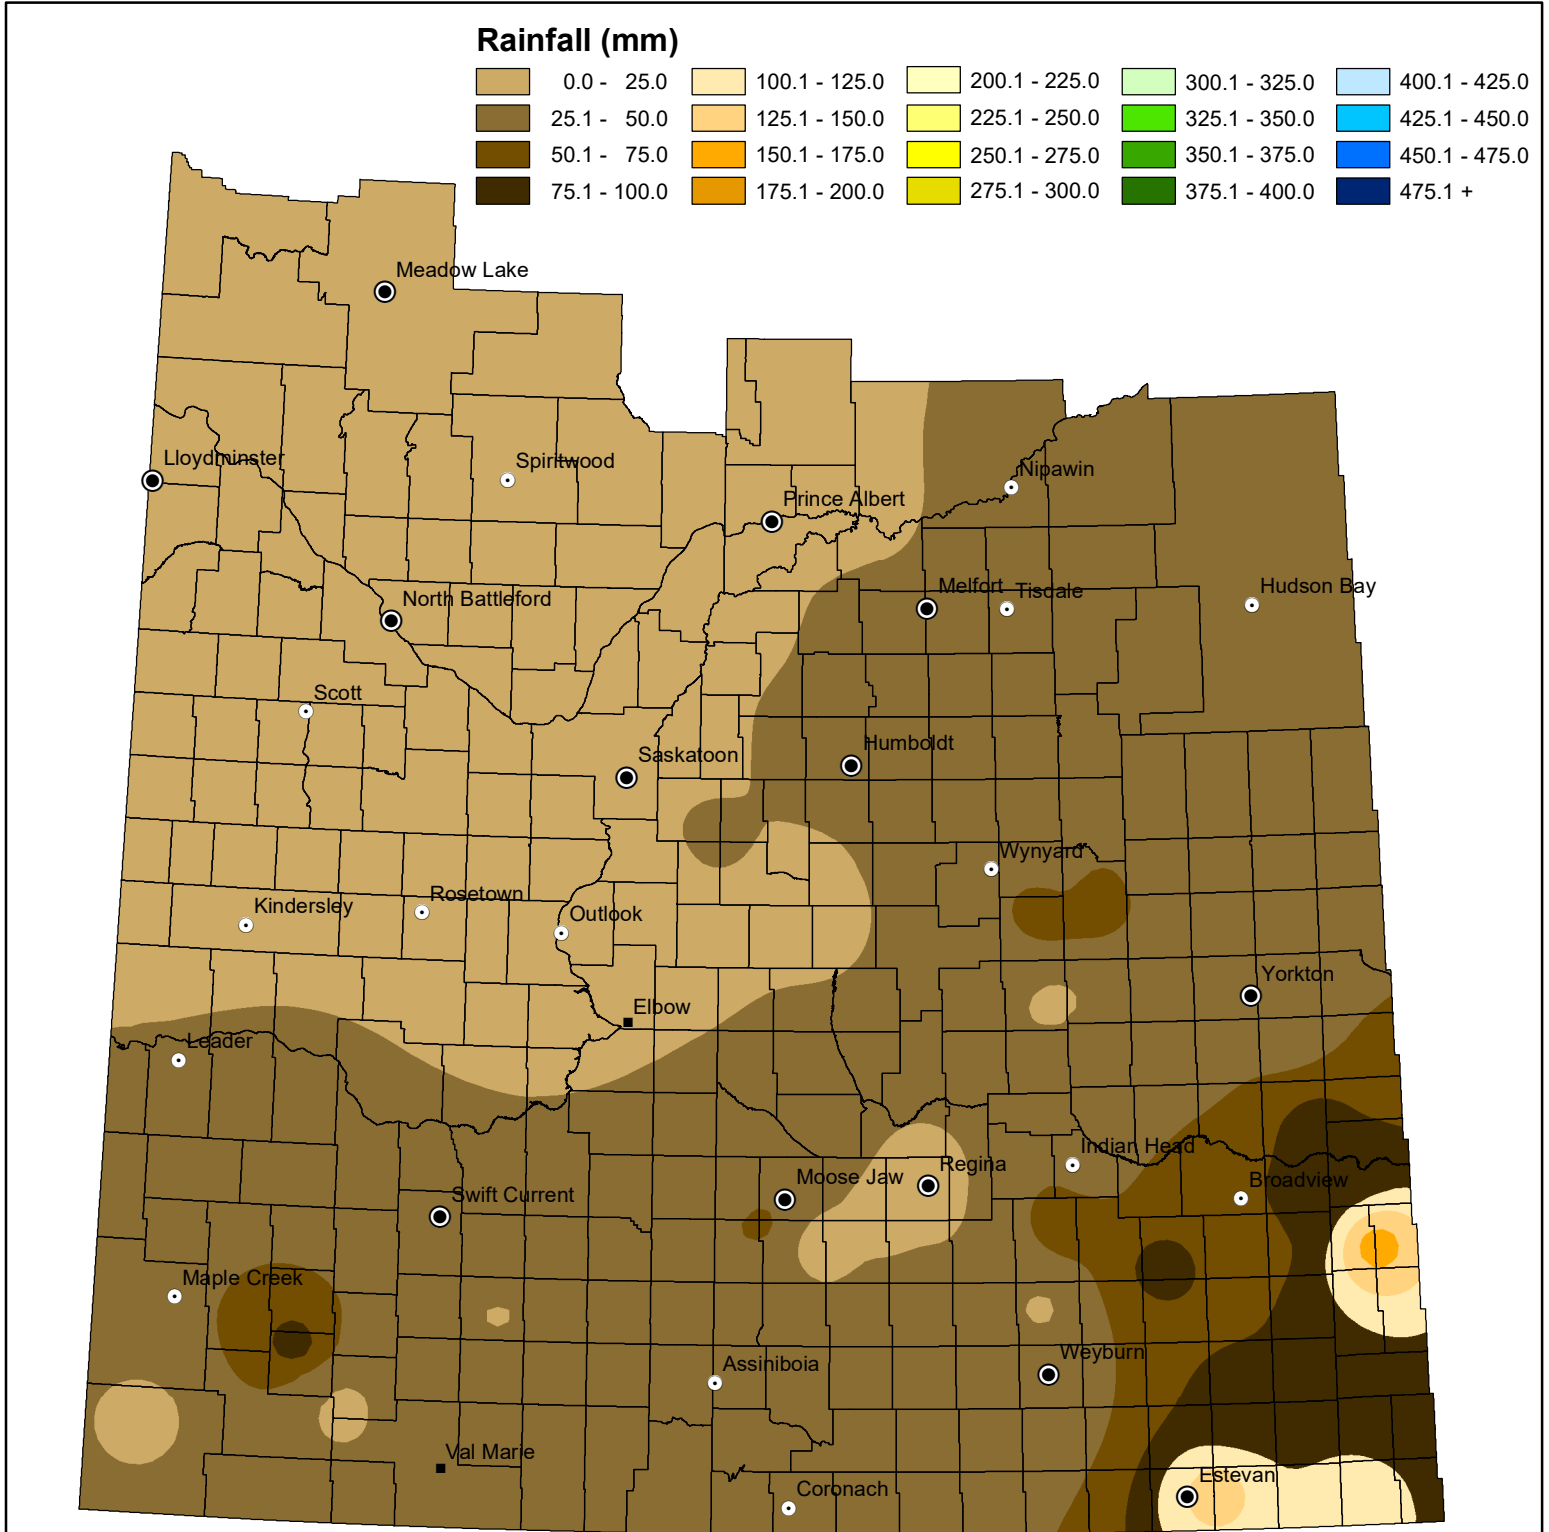 Rainfall (mm)
0.0 - 25.0 100.1 - 125.0 200.1 - 225.0 300.1 - 325.0 400.1 - 425.0
25.1 - 50.0 125.1 - 150.0 225.1 - 250.0 325.1 - 350.0 425.1 - 450.0
50.1 - 75.0 150.1 - 175.0 250.1 - 275.0 350.1 - 375.0 450.1 - 475.0
75.1 - 100.0 175.1 - 200.0 275.1 - 300.0 375.1 - 400.0 475.1 +
Meadow Lake
Lloydminster
Spiritwood
Nipawin
Prince Albert
North Battleford
Melfort
Tisdale
Hudson Bay
Scott
Saskatoon
Humboldt
Wynyard
Kindersley
Rosetown
Outlook
Yorkton
Elbow
Leader
Indian Head
Swift Current
Moose Jaw
Regina
Broadview
Maple Creek
Assiniboia
Weyburn
Val Marie
Estevan
Coronach